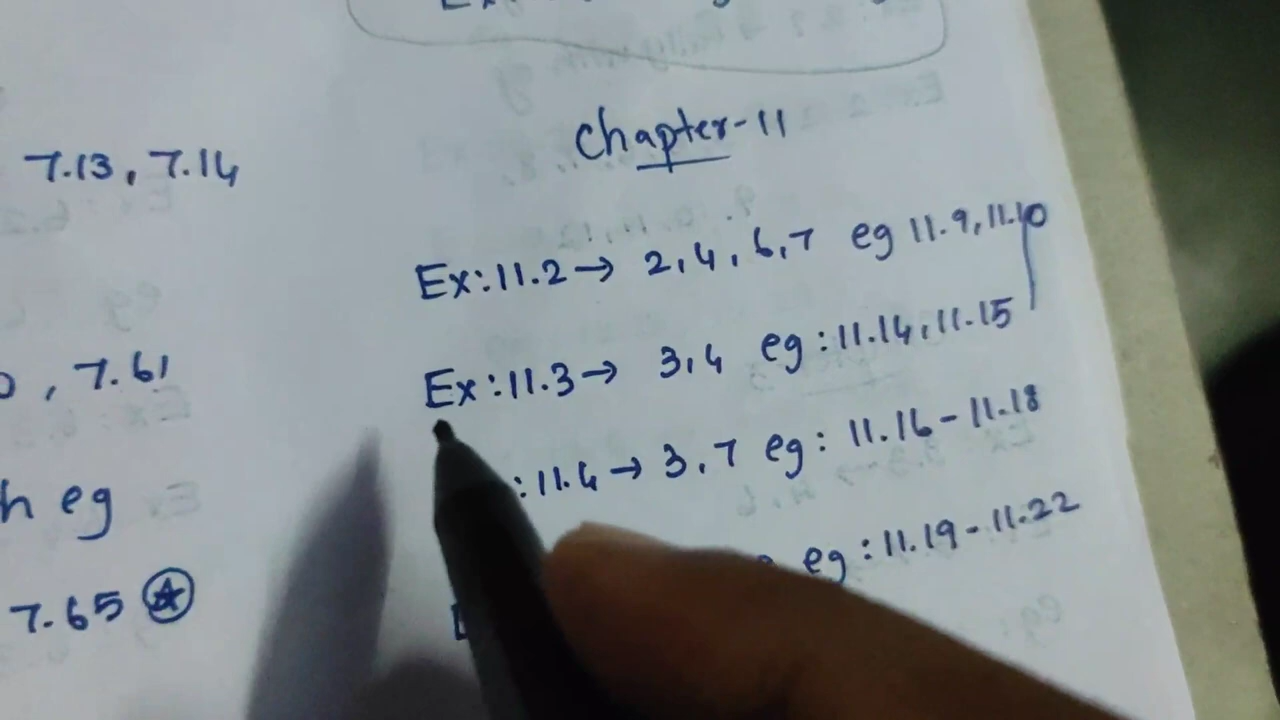 7.13, 7.14
, 7.61
eg
7.65
Chapter-11
Ex:11.2→ 2,4,6,7 eg 11.9,11.10
Ex:11.3→ 3,4 eg:11.14,11.15
:11.4→ 3,7 eg: 11.16-11.18
eg:11.19-11.22